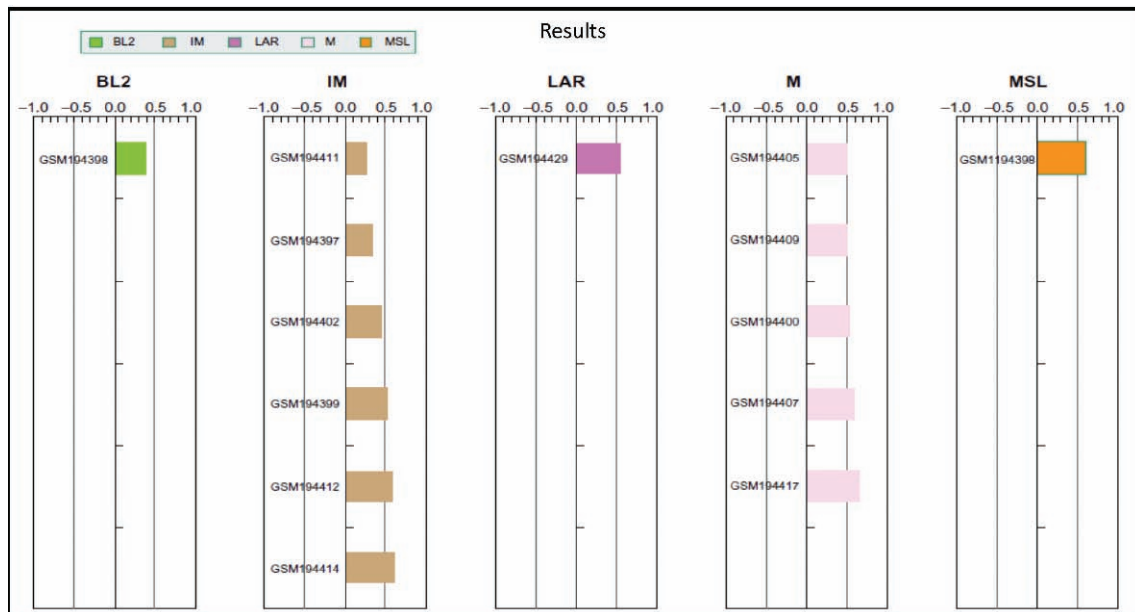 Results
BL2 IM LAR M MSL
BL2
−1.0 −0.5 0.0 0.5 1.0
GSM194398
IM
−1.0 −0.5 0.0 0.5 1.0
GSM194411
GSM194397
GSM194402
GSM194399
GSM194412
GSM194414
LAR
−1.0 −0.5 0.0 0.5 1.0
GSM194429
M
−1.0 −0.5 0.0 0.5 1.0
GSM194405
GSM194409
GSM194400
GSM194407
GSM194417
MSL
−1.0 −0.5 0.0 0.5 1.0
GSM1194398